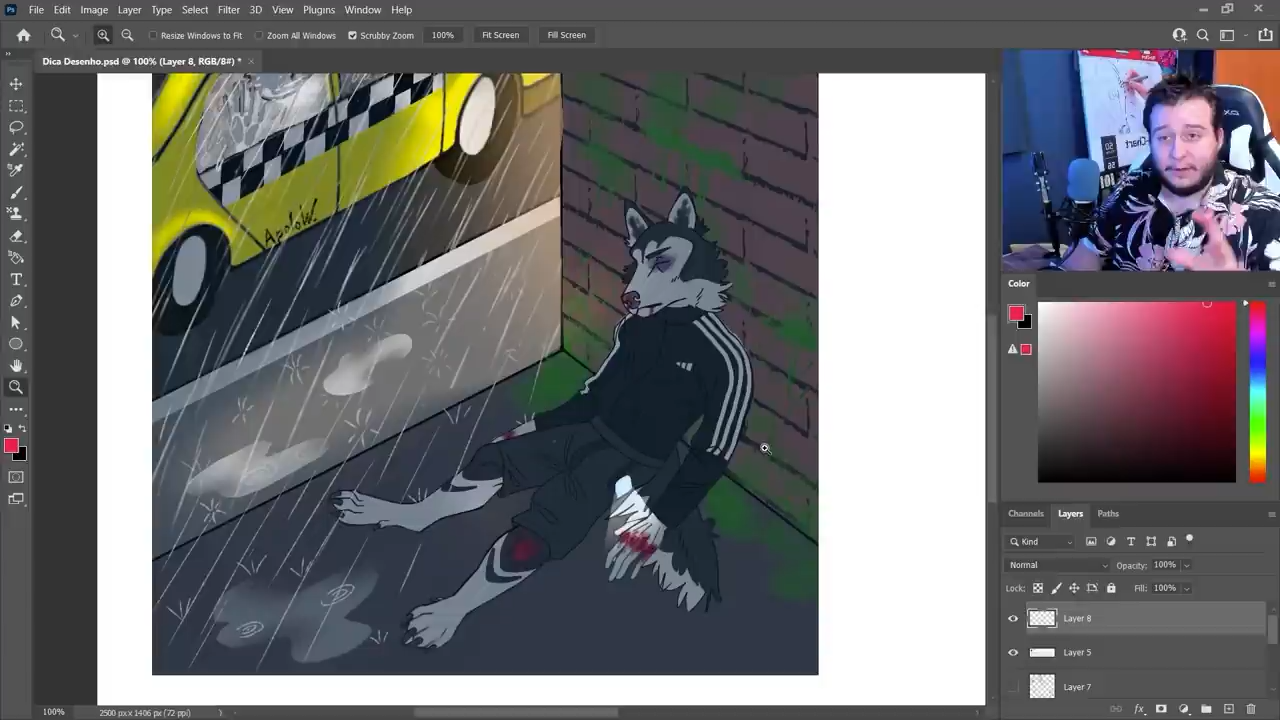 Ps File Edit Image Layer Type Select Filter 3D View Plugins Window Help
Resize Windows to Fit Zoom All Windows Scrubby Zoom 100% Fit Screen Fill Screen
Dica Desenho.psd @ 100% (Layer 8, RGB/8#) *
ApoloW.
Color
Channels Layers Paths
Kind
Normal Opacity: 100%
Lock: Fill: 100%
Layer 8
Layer 5
Layer 7
100% 2500 px x 1406 px (72 ppi)